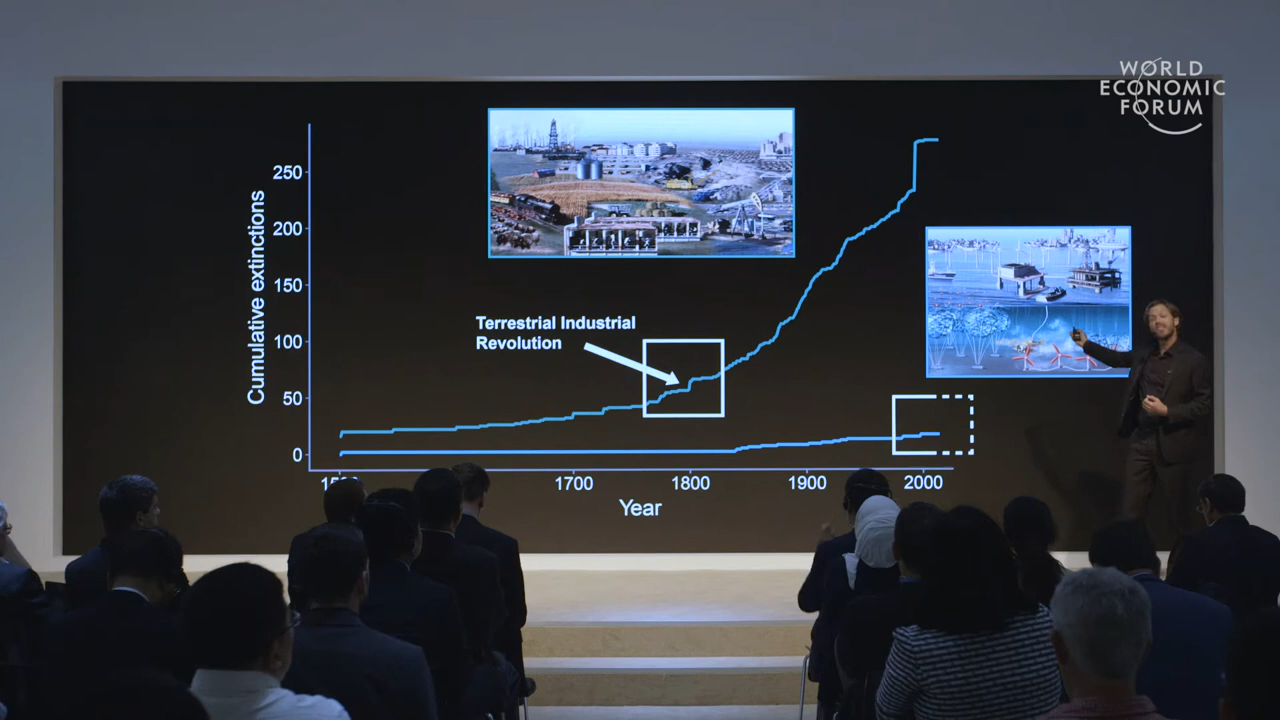 WORLD
ECONOMIC
FORUM
250
200
150
100
50
0
Cumulative extinctions
Terrestrial Industrial
Revolution
1700 1800 1900 2000
Year